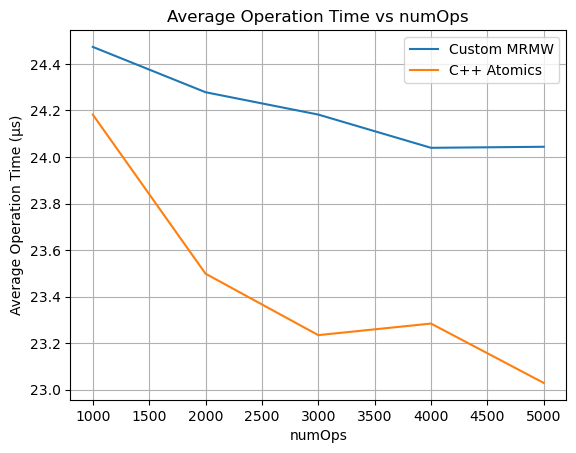 Average Operation Time vs numOps
Custom MRMW
C++ Atomics
Average Operation Time (µs)
24.4
24.2
24.0
23.8
23.6
23.4
23.2
23.0
1000 1500 2000 2500 3000 3500 4000 4500 5000
numOps